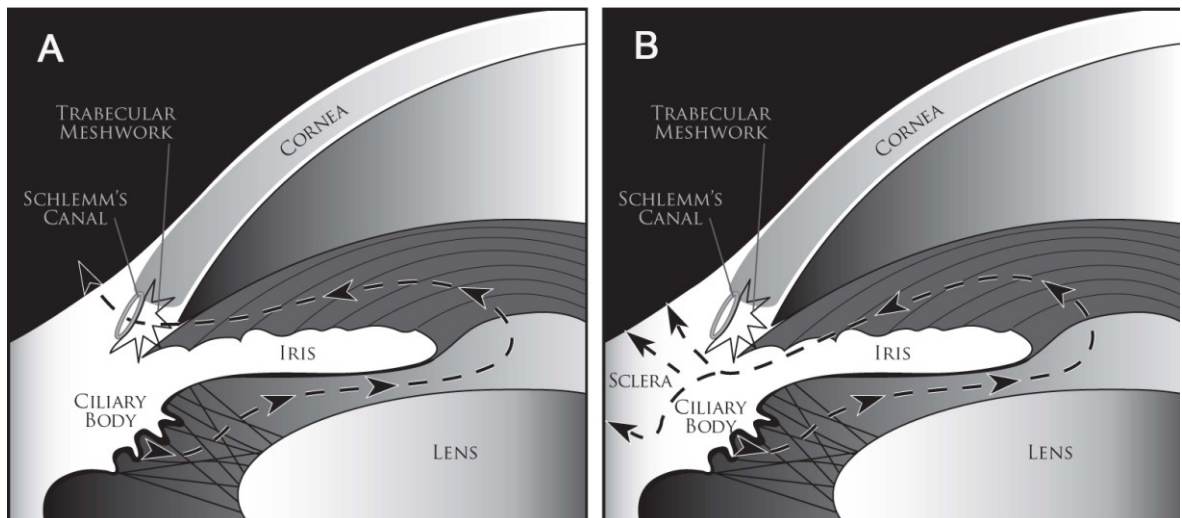 A
TRABECULAR
MESHWORK
CORNEA
SCHLEMM'S
CANAL
IRIS
CILIARY
BODY
LENS
B
TRABECULAR
MESHWORK
CORNEA
SCHLEMM'S
CANAL
IRIS
SCLERA
CILIARY
BODY
LENS